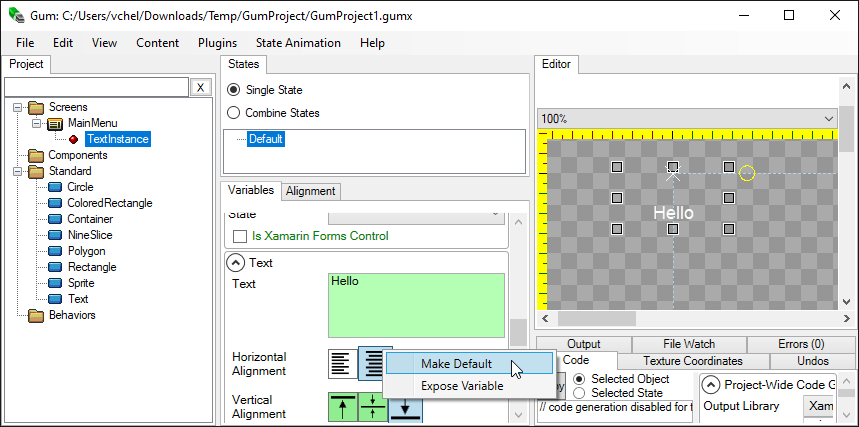 Gum: C:/Users/vchel/Downloads/Temp/GumProject/GumProject1.gumx
File Edit View Content Plugins State Animation Help
Project
X
Screens
MainMenu
TextInstance
Components
Standard
Circle
ColoredRectangle
Container
NineSlice
Polygon
Rectangle
Sprite
Text
Behaviors
States
Single State
Combine States
Default
Variables Alignment
State
Is Xamarin Forms Control
Text
Text
Hello
Horizontal
Alignment
Vertical
Alignment
Make Default
Expose Variable
Editor
100%
Hello
Output File Watch Errors (0)
Code Texture Coordinates Undos
Selected Object
Selected State
// code generation disabled for
Project-Wide Code G
Output Library Xam